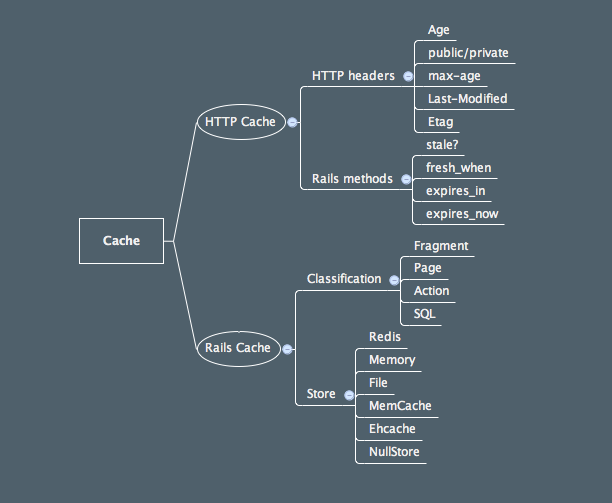 Cache
HTTP Cache
HTTP headers
Age
public/private
max-age
Last-Modified
Etag
Rails methods
stale?
fresh_when
expires_in
expires_now
Rails Cache
Classification
Fragment
Page
Action
SQL
Store
Redis
Memory
File
MemCache
Ehcache
NullStore